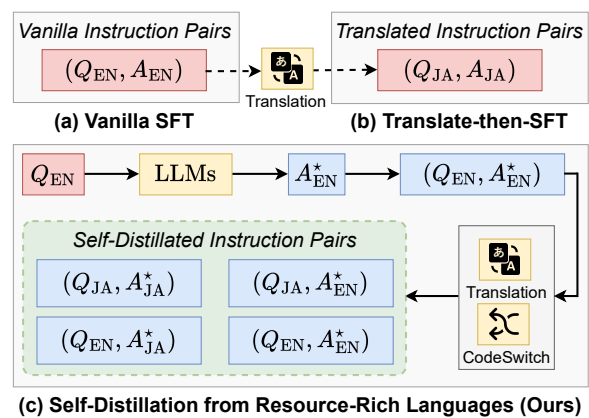 Vanilla Instruction Pairs
(Q_EN, A_EN)
Translation
Translated Instruction Pairs
(Q_JA, A_JA)
(a) Vanilla SFT
(b) Translate-then-SFT
Q_EN
LLMs
A^⋆_EN
(Q_EN, A^⋆_EN)
Self-Distilled Instruction Pairs
(Q_JA, A^⋆_JA)
(Q_JA, A^⋆_EN)
(Q_EN, A^⋆_JA)
(Q_EN, A^⋆_EN)
あ
A
Translation
CodeSwitch
(c) Self-Distillation from Resource-Rich Languages (Ours)